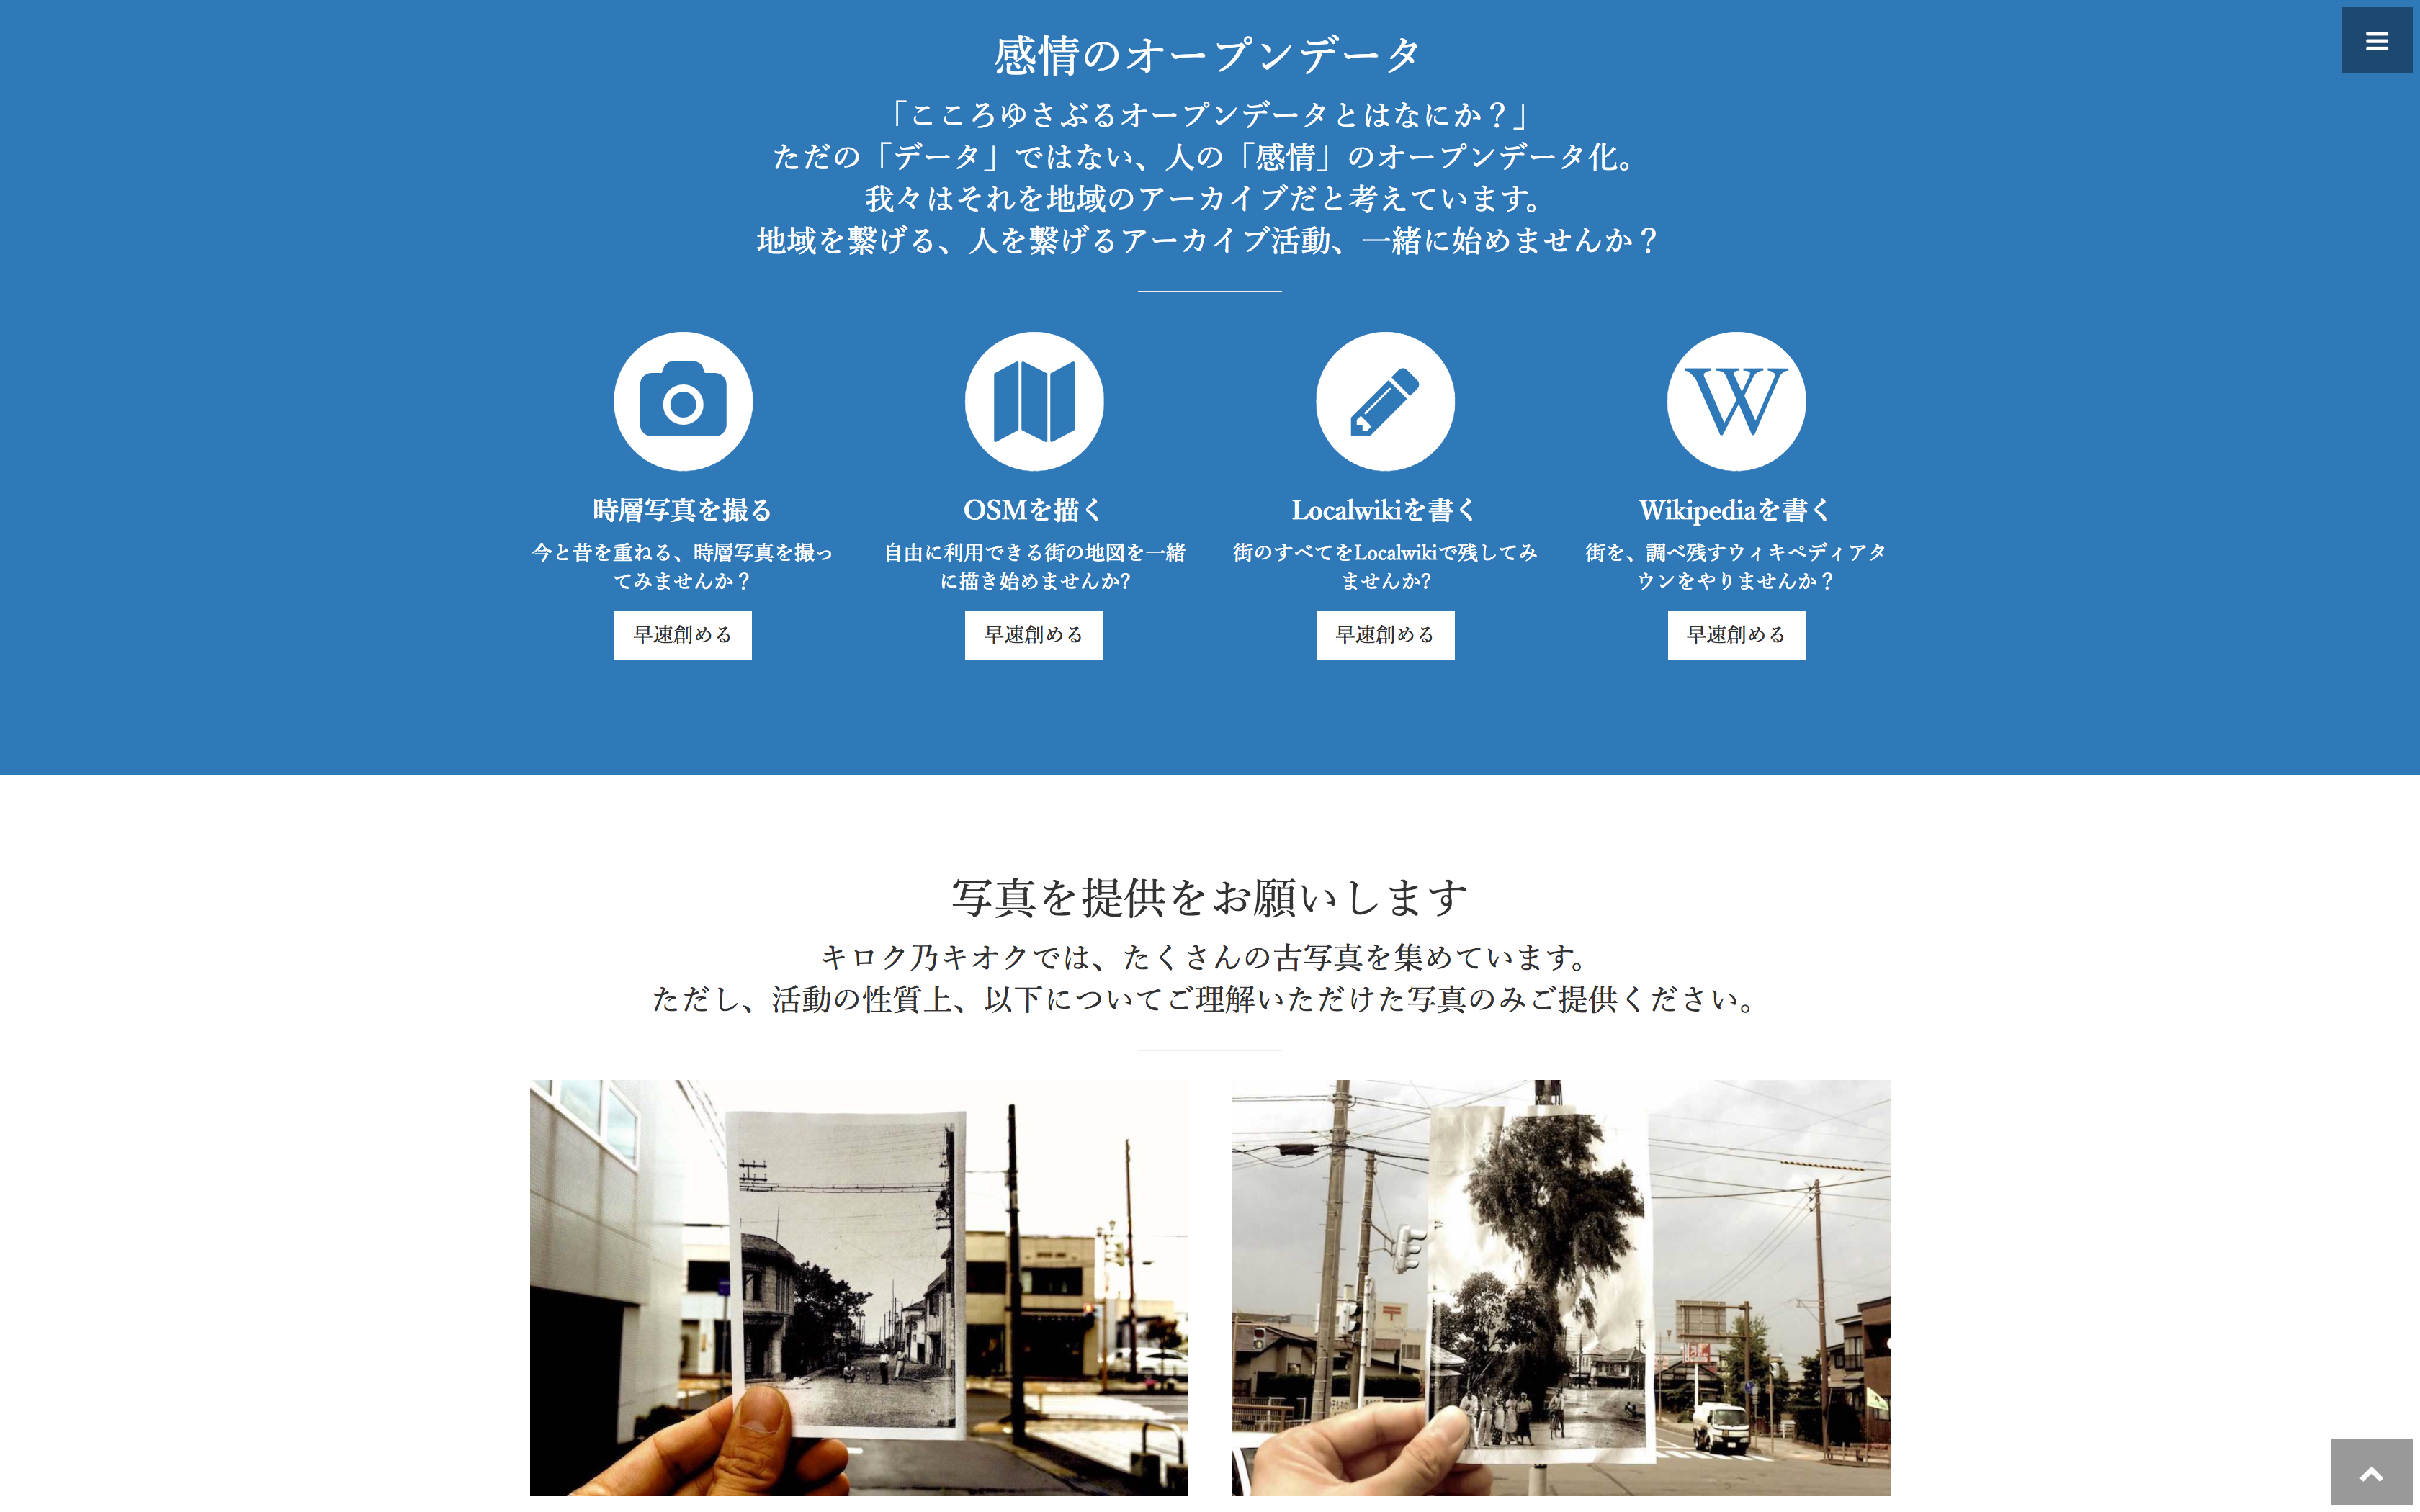 感情のオープンデータ
「こころゆさぶるオープンデータとはなにか？」
ただの「データ」ではない、人の「感情」のオープンデータ化。
我々はそれを地域のアーカイブだと考えています。
地域を繋げる、人を繋げるアーカイブ活動、一緒に始めませんか？
時層写真を撮る
今と昔を重ねる、時層写真を撮っ
てみませんか？
早速創める
OSMを描く
自由に利用できる街の地図を一緒
に描き始めませんか?
早速創める
Localwikiを書く
街のすべてをLocalwikiで残してみ
ませんか?
早速創める
W
Wikipediaを書く
街を、調べ残すウィキペディアタ
ウンをやりませんか？
早速創める
写真を提供をお願いします
キロク乃キオクでは、たくさんの古写真を集めています。
ただし、活動の性質上、以下についてご理解いただけた写真のみご提供ください。